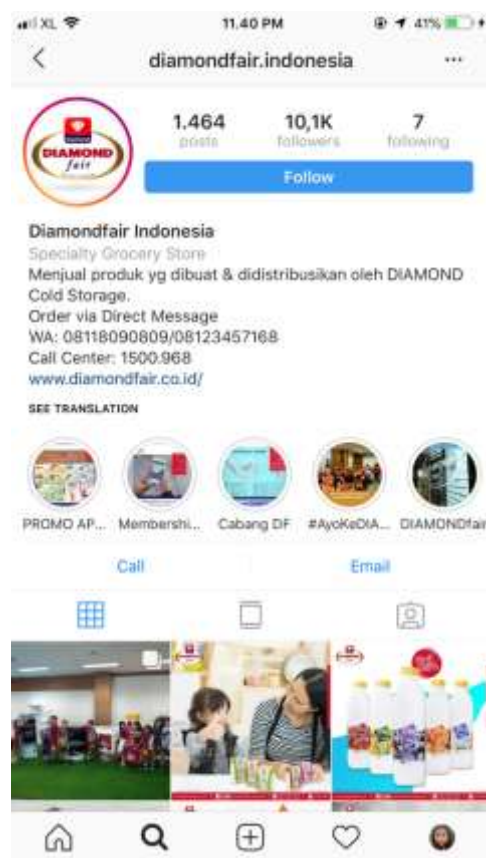 XL 11.40 PM 41%
diamondfair.indonesia
DIAMOND
fair
1.464 10,1K 7
posts followers following
Follow
Diamondfair Indonesia
Specialty Grocery Store
Menjual produk yg dibuat & didistribusikan oleh DIAMOND
Cold Storage.
Order via Direct Message
WA: 08118090809/08123457168
Call Center: 1500.968
www.diamondfair.co.id/
SEE TRANSLATION
PROMO AP... Membershi... Cabang DF #AyoKeDIA... DIAMONDfair
Call Email